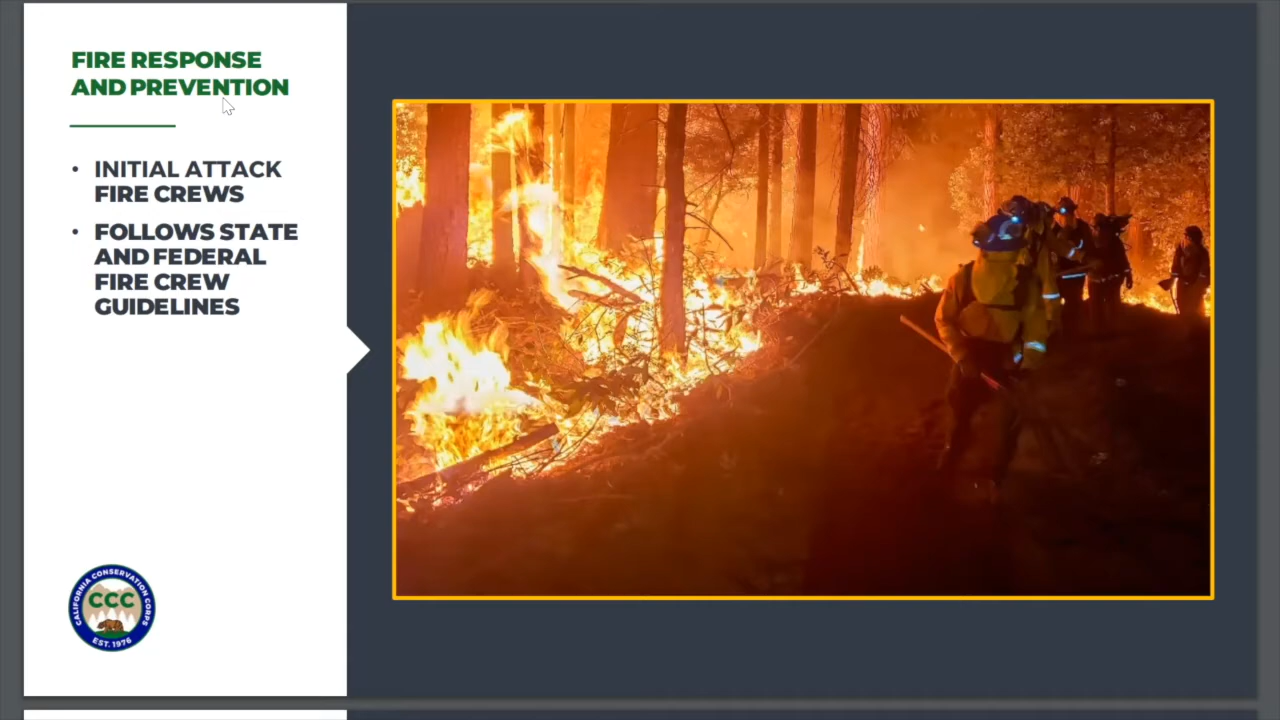 FIRE RESPONSE
AND PREVENTION
• INITIAL ATTACK
FIRE CREWS
• FOLLOWS STATE
AND FEDERAL
FIRE CREW
GUIDELINES
CALIFORNIA CONSERVATION CORPS
CCC
EST. 1976